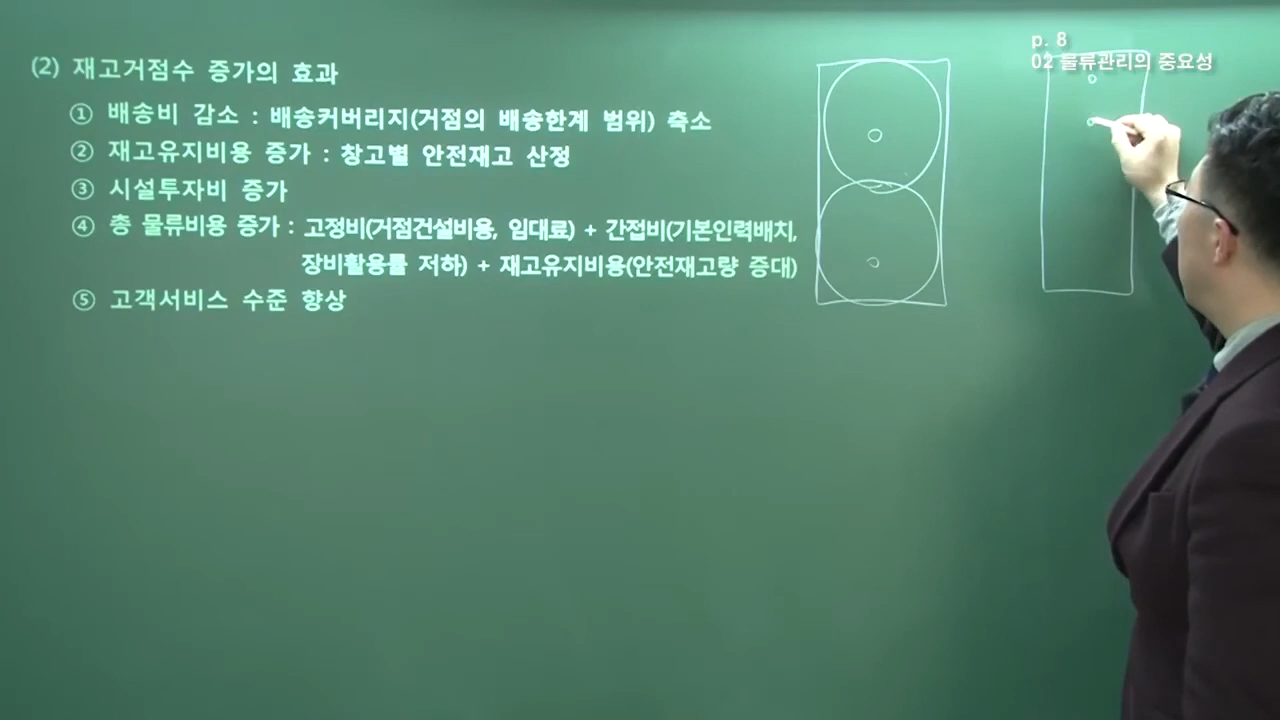 p. 8
02 물류관리의 중요성
(2) 재고거점수 증가의 효과
① 배송비 감소 : 배송커버리지(거점의 배송한계 범위) 축소
② 재고유지비용 증가 : 창고별 안전재고 산정
③ 시설투자비 증가
④ 총 물류비용 증가 : 고정비(거점건설비용, 임대료) + 간접비(기본인력배치,
장비활용률 저하) + 재고유지비용(안전재고량 증대)
⑤ 고객서비스 수준 향상